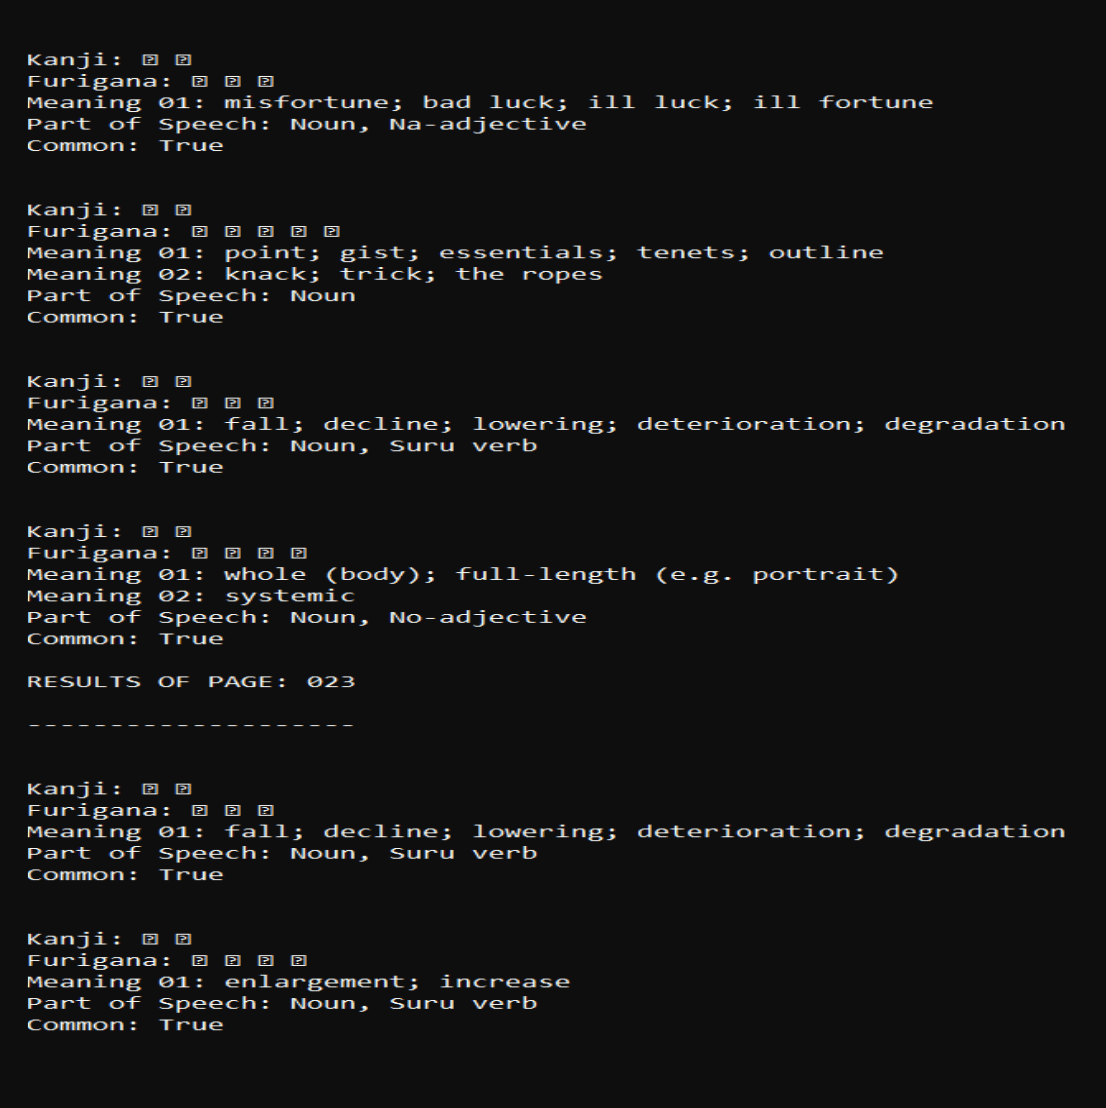 Kanji: ⍰ ⍰
Furigana: ⍰ ⍰ ⍰
Meaning 01: misfortune; bad luck; ill luck; ill fortune
Part of Speech: Noun, Na-adjective
Common: True
Kanji: ⍰ ⍰
Furigana: ⍰ ⍰ ⍰ ⍰ ⍰
Meaning 01: point; gist; essentials; tenets; outline
Meaning 02: knack; trick; the ropes
Part of Speech: Noun
Common: True
Kanji: ⍰ ⍰
Furigana: ⍰ ⍰ ⍰
Meaning 01: fall; decline; lowering; deterioration; degradation
Part of Speech: Noun, Suru verb
Common: True
Kanji: ⍰ ⍰
Furigana: ⍰ ⍰ ⍰ ⍰
Meaning 01: whole (body); full-length (e.g. portrait)
Meaning 02: systemic
Part of Speech: Noun, No-adjective
Common: True
RESULTS OF PAGE: 023
--------------------
Kanji: ⍰ ⍰
Furigana: ⍰ ⍰ ⍰
Meaning 01: fall; decline; lowering; deterioration; degradation
Part of Speech: Noun, Suru verb
Common: True
Kanji: ⍰ ⍰
Furigana: ⍰ ⍰ ⍰ ⍰
Meaning 01: enlargement; increase
Part of Speech: Noun, Suru verb
Common: True